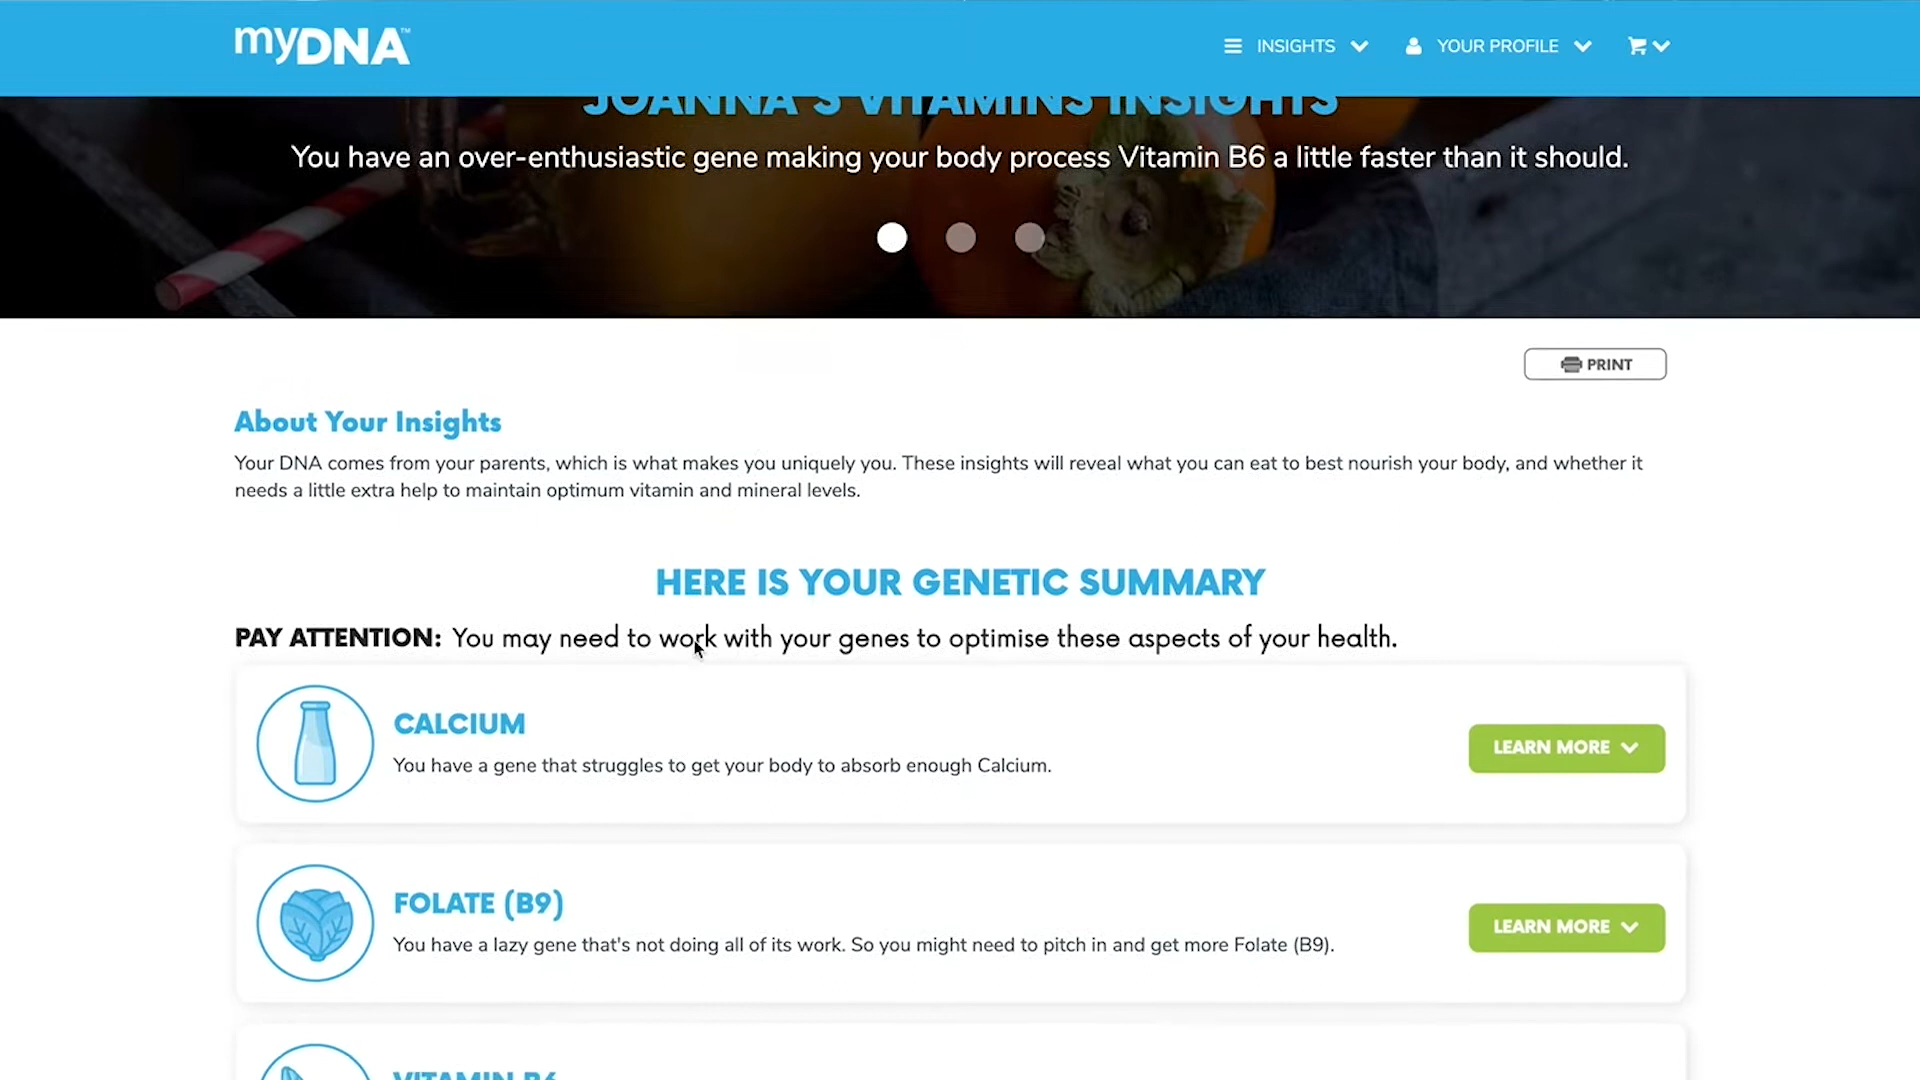 myDNA™
INSIGHTS
YOUR PROFILE
JOANNA'S VITAMINS INSIGHTS
You have an over-enthusiastic gene making your body process Vitamin B6 a little faster than it should.
PRINT
About Your Insights
Your DNA comes from your parents, which is what makes you uniquely you. These insights will reveal what you can eat to best nourish your body, and whether it
needs a little extra help to maintain optimum vitamin and mineral levels.
HERE IS YOUR GENETIC SUMMARY
PAY ATTENTION: You may need to work with your genes to optimise these aspects of your health.
CALCIUM
You have a gene that struggles to get your body to absorb enough Calcium.
LEARN MORE
FOLATE (B9)
You have a lazy gene that's not doing all of its work. So you might need to pitch in and get more Folate (B9).
LEARN MORE
VITAMIN B6